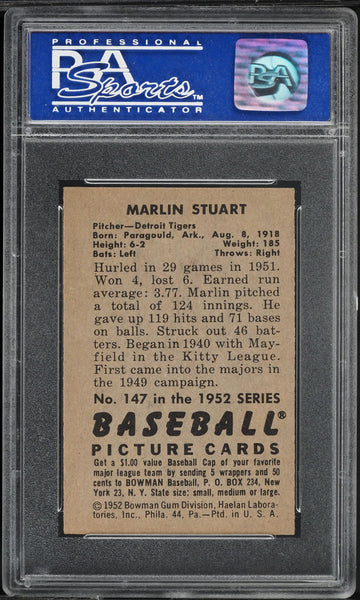 PROFESSIONAL
PSA
Sports
AUTHENTICATOR
PSA
MARLIN STUART
Pitcher—Detroit Tigers
Born: Paragould, Ark., Aug. 8, 1918
Height: 6-2 Weight: 185
Bats: Left Throws: Right
Hurled in 29 games in 1951.
Won 4, lost 6. Earned run
average: 3.77. Marlin pitched
a total of 124 innings. He
gave up 119 hits and 71 bases
on balls. Struck out 46 bat-
ters. Began in 1940 with May-
field in the Kitty League.
First came into the majors in
the 1949 campaign.
No. 147 in the 1952 SERIES
BASEBALL®
PICTURE CARDS
Get a $1.00 value Baseball Cap of your favorite
major league team by sending 5 wrappers and 50
cents to BOWMAN Baseball, P. O. BOX 234, New
York 23, N. Y. State size: small, medium or large.
©1952 Bowman Gum Division, Haelan Labora-
tories, Inc., Phila. 44, Pa.—Ptd. in U. S. A.